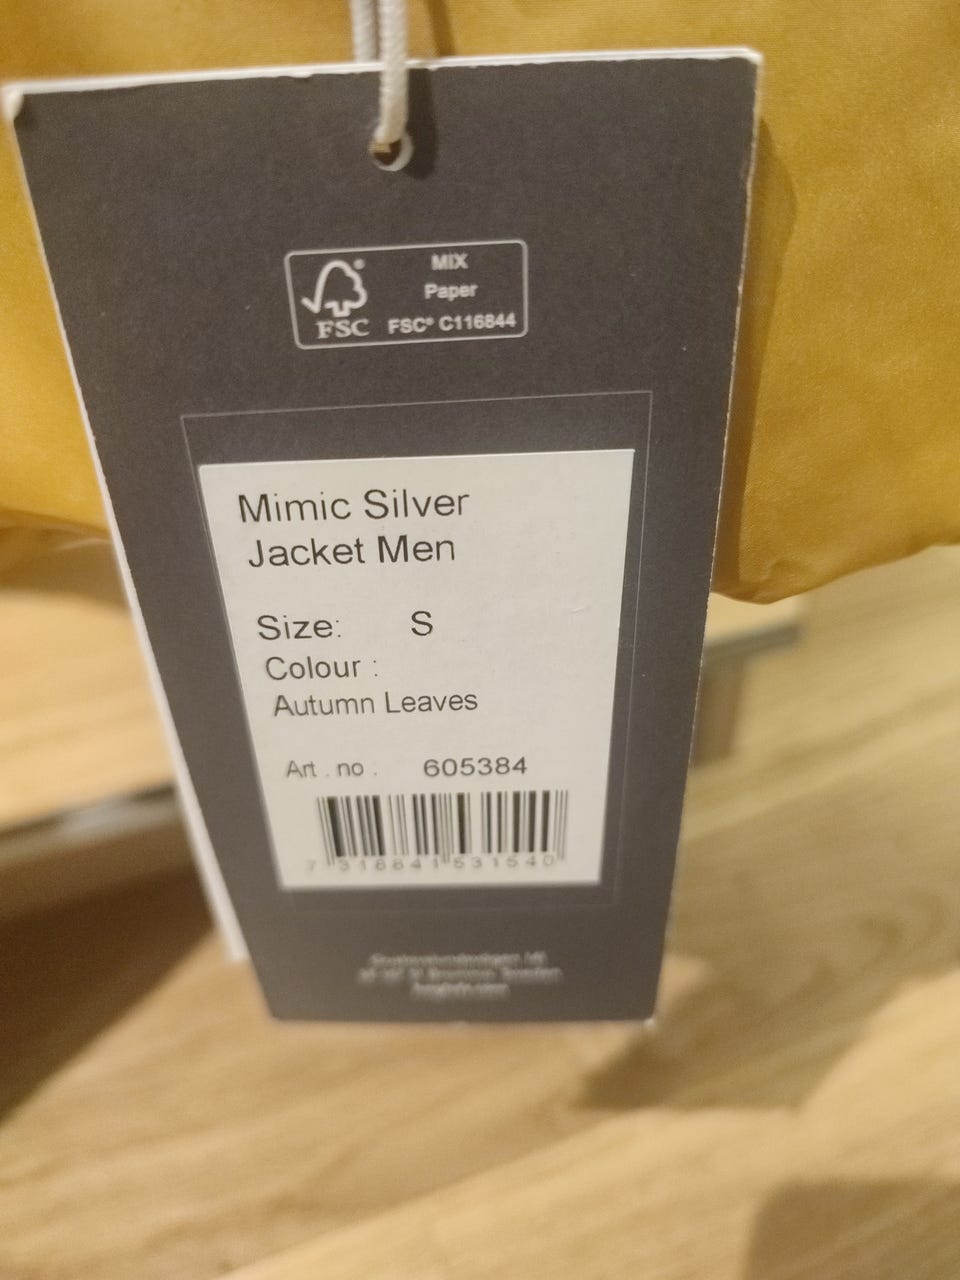 MIX
Paper
FSC® C116844
FSC
Mimic Silver
Jacket Men
Size: S
Colour :
Autumn Leaves
Art . no . 605384
7 318841 531540